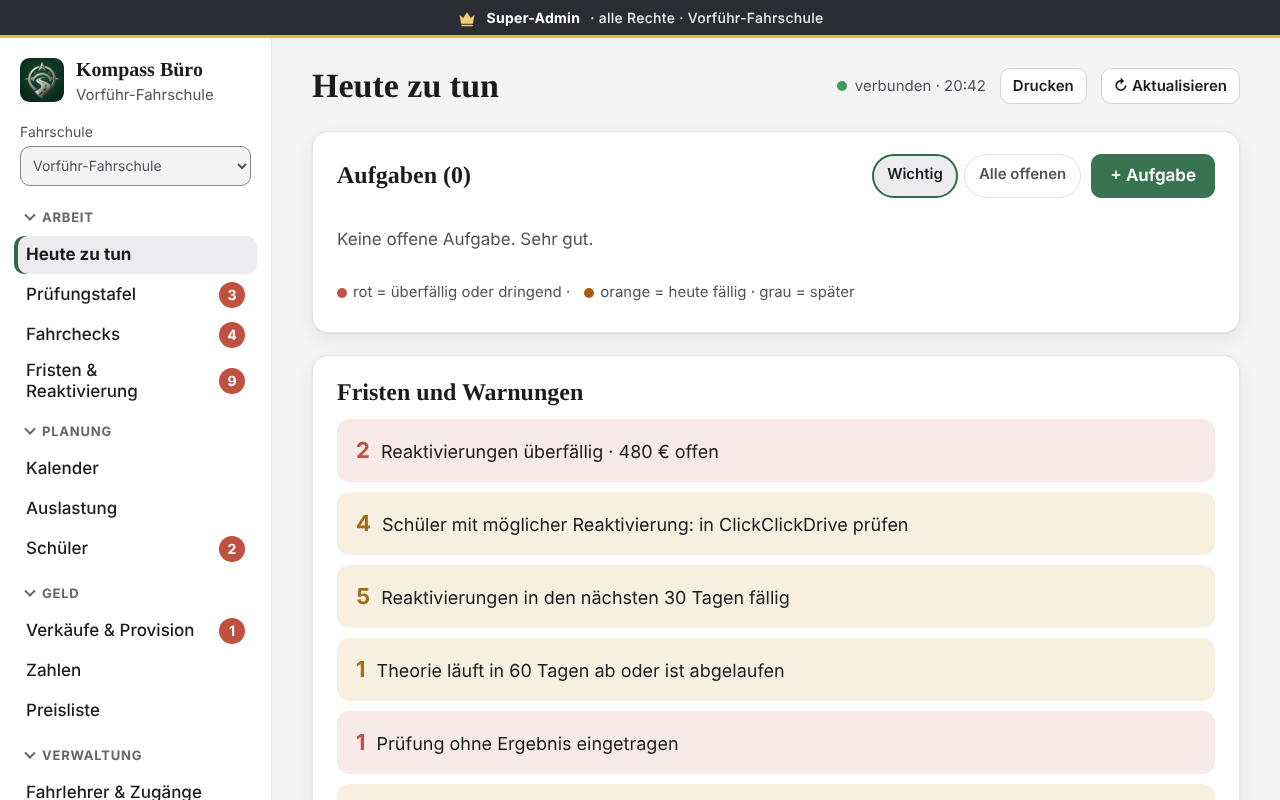 Super-Admin · alle Rechte · Vorführ-Fahrschule
Kompass Büro
Vorführ-Fahrschule
Fahrschule
Vorführ-Fahrschule
ARBEIT
Heute zu tun
Prüfungstafel 3
Fahrchecks 4
Fristen &
Reaktivierung 9
PLANUNG
Kalender
Auslastung
Schüler 2
GELD
Verkäufe & Provision 1
Zahlen
Preisliste
VERWALTUNG
Fahrlehrer & Zugänge
Heute zu tun
verbunden · 20:42
Drucken
↻ Aktualisieren
Aufgaben (0)
Wichtig
Alle offenen
+ Aufgabe
Keine offene Aufgabe. Sehr gut.
rot = überfällig oder dringend · orange = heute fällig · grau = später
Fristen und Warnungen
2 Reaktivierungen überfällig · 480 € offen
4 Schüler mit möglicher Reaktivierung: in ClickClickDrive prüfen
5 Reaktivierungen in den nächsten 30 Tagen fällig
1 Theorie läuft in 60 Tagen ab oder ist abgelaufen
1 Prüfung ohne Ergebnis eingetragen